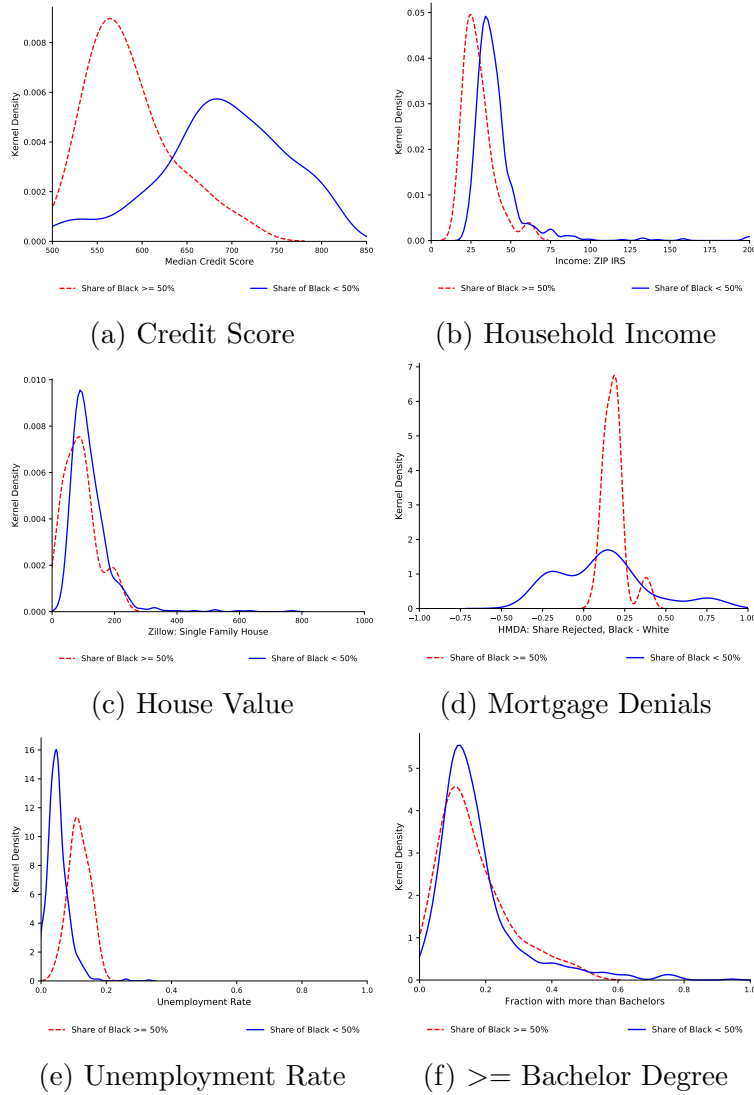 0.008
0.006
0.004
0.002
0.000
Kernel Density
500 550 600 650 700 750 800 850
Median Credit Score
Share of Black >= 50% Share of Black < 50%
(a) Credit Score
0.05
0.04
0.03
0.02
0.01
0.00
Kernel Density
0 25 50 75 100 125 150 175 200
Income: ZIP IRS
Share of Black >= 50% Share of Black < 50%
(b) Household Income
0.010
0.008
0.006
0.004
0.002
0.000
Kernel Density
0 200 400 600 800 1000
Zillow: Single Family House
Share of Black >= 50% Share of Black < 50%
(c) House Value
7
6
5
4
3
2
1
0
Kernel Density
−1.00 −0.75 −0.50 −0.25 0.00 0.25 0.50 0.75 1.00
HMDA: Share Rejected, Black - White
Share of Black >= 50% Share of Black < 50%
(d) Mortgage Denials
16
14
12
10
8
6
4
2
0
Kernel Density
0.0 0.2 0.4 0.6 0.8 1.0
Unemployment Rate
Share of Black >= 50% Share of Black < 50%
(e) Unemployment Rate
5
4
3
2
1
0
Kernel Density
0.0 0.2 0.4 0.6 0.8 1.0
Fraction with more than Bachelors
Share of Black >= 50% Share of Black < 50%
(f) >= Bachelor Degree